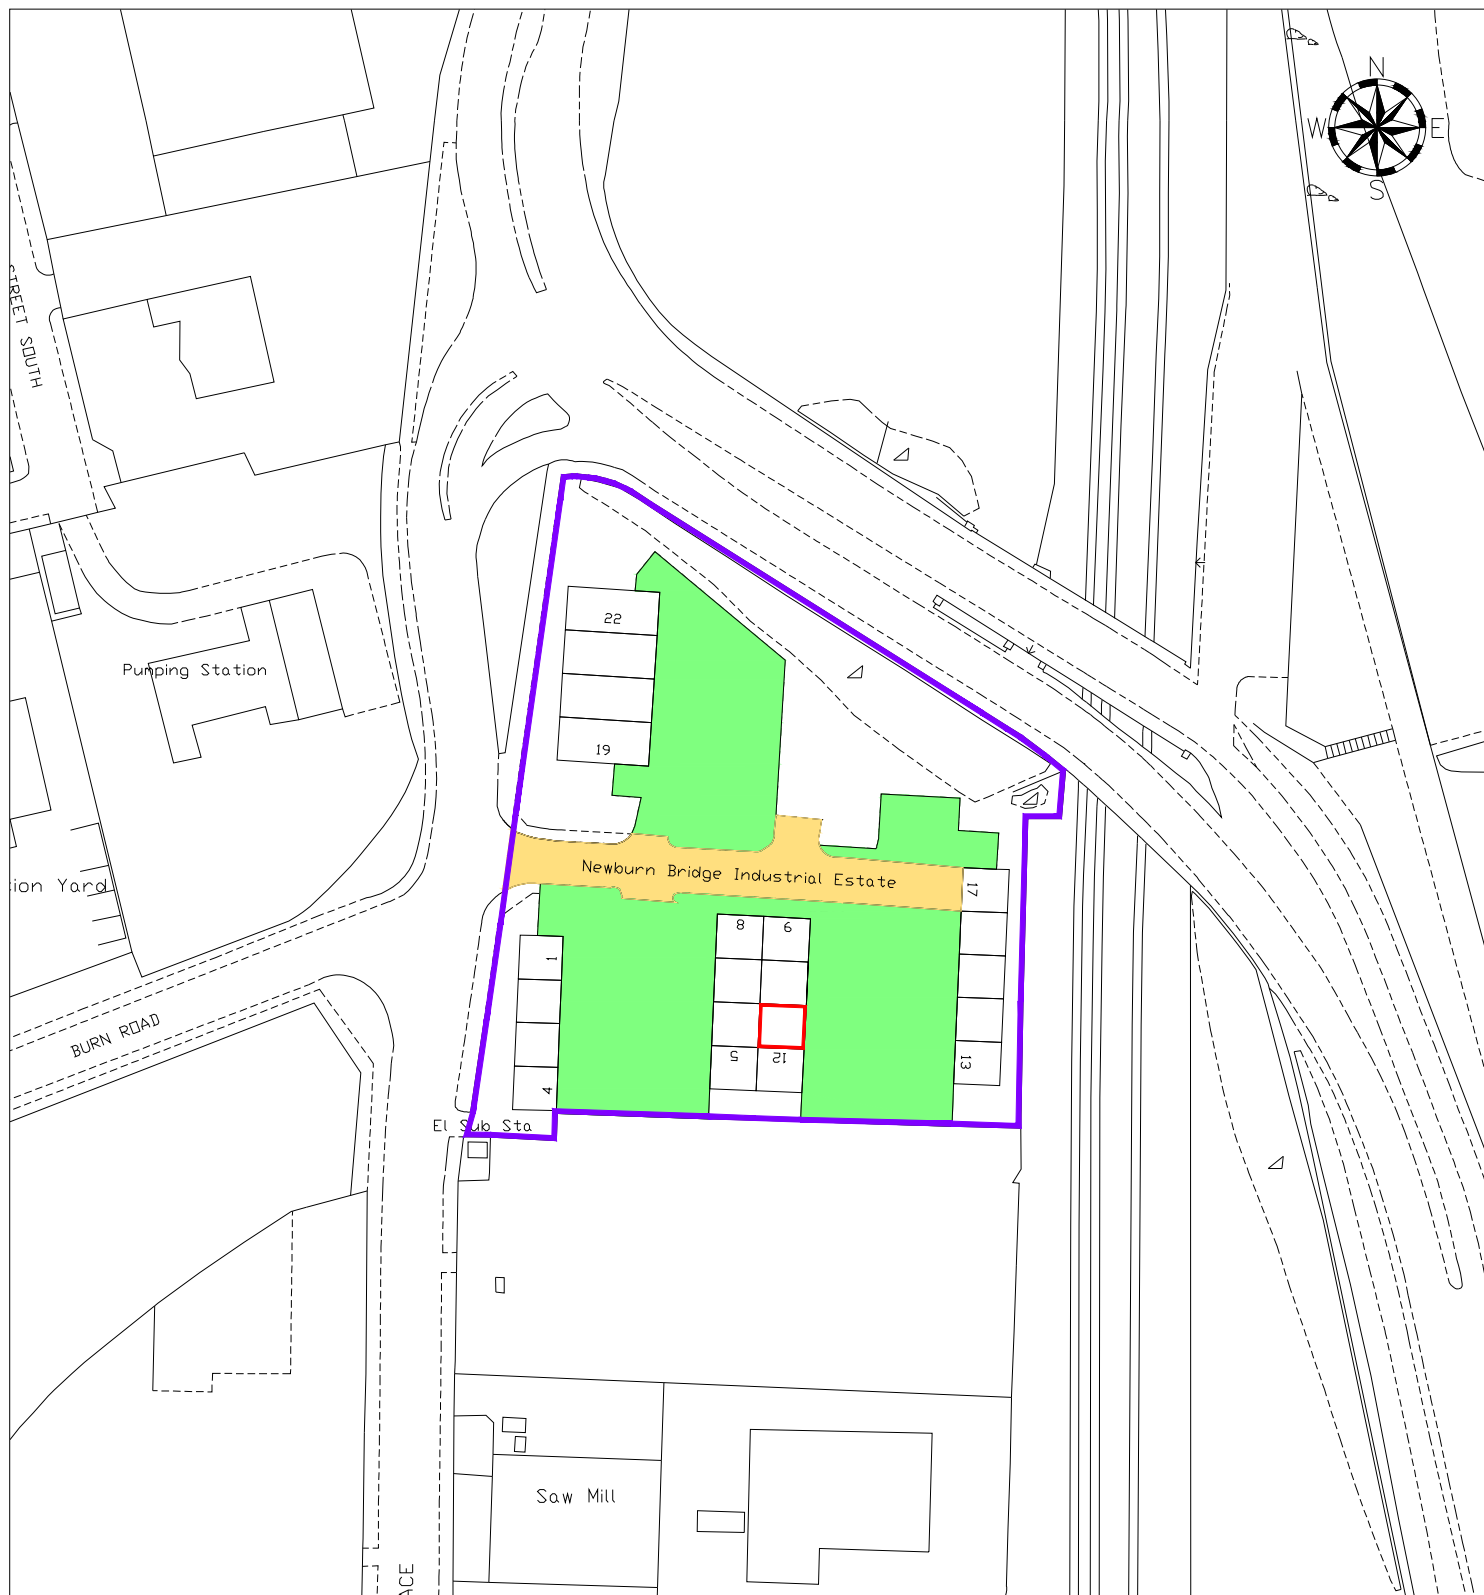 N
W E
S
STREET SOUTH
22
Pumping Station
19
Newburn Bridge Industrial Estate
ion Yard
17
8 9
1
BURN ROAD
5 12
13
4
El Sub Sta
Saw Mill
ACE